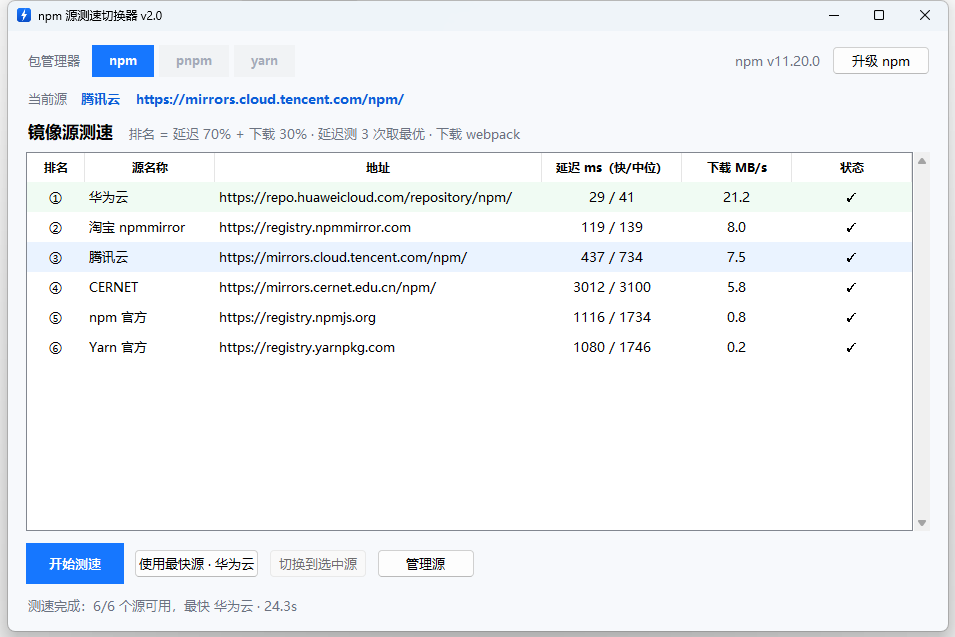 npm 源测速切换器 v2.0
包管理器 npm pnpm yarn npm v11.20.0 升级 npm
当前源 腾讯云 https://mirrors.cloud.tencent.com/npm/
镜像源测速 排名 = 延迟 70% + 下载 30% · 延迟测 3 次取最优 · 下载 webpack
排名 源名称 地址 延迟 ms（快/中位） 下载 MB/s 状态
① 华为云 https://repo.huaweicloud.com/repository/npm/ 29 / 41 21.2 ✓
② 淘宝 npmmirror https://registry.npmmirror.com 119 / 139 8.0 ✓
③ 腾讯云 https://mirrors.cloud.tencent.com/npm/ 437 / 734 7.5 ✓
④ CERNET https://mirrors.cernet.edu.cn/npm/ 3012 / 3100 5.8 ✓
⑤ npm 官方 https://registry.npmjs.org 1116 / 1734 0.8 ✓
⑥ Yarn 官方 https://registry.yarnpkg.com 1080 / 1746 0.2 ✓
开始测速 使用最快源 · 华为云 切换到选中源 管理源
测速完成：6/6 个源可用，最快 华为云 · 24.3s